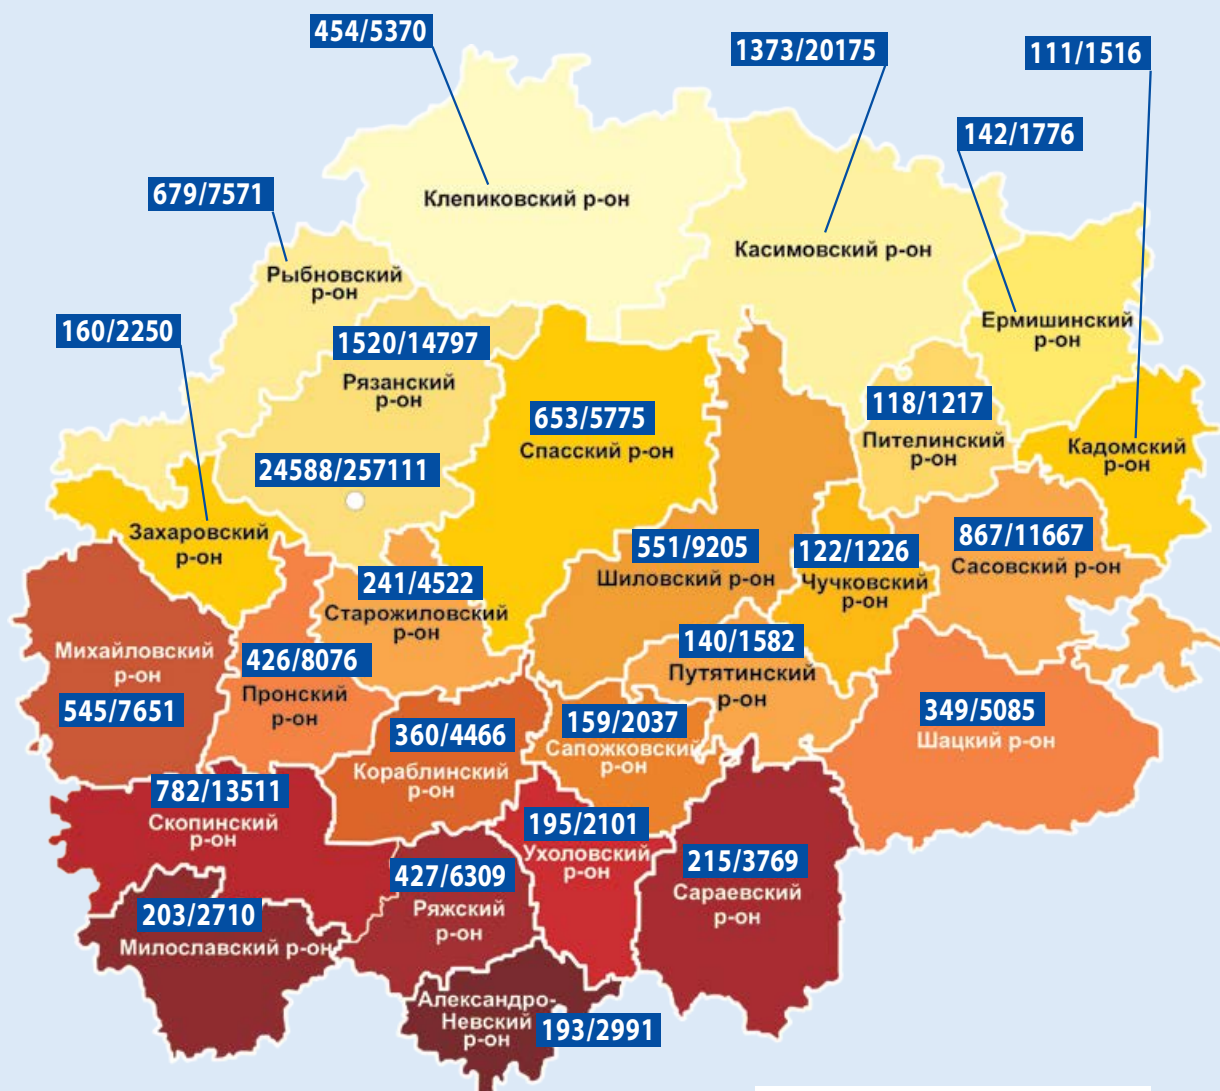 454/5370
1373/20175
111/1516
142/1776
679/7571
Клепиковский р-он
Касимовский р-он
Рыбновский
р-он
160/2250
1520/14797
Рязанский
р-он
Ермишинский
р-он
653/5775
Спасский р-он
118/1217
Пителинский
р-он
Кадомский
р-он
24588/257111
Захаровский
р-он
551/9205
Шиловский р-он
122/1226
Чучковский
р-он
867/11667
Сасовский р-он
241/4522
Старожиловский
р-он
Михайловский
р-он
545/7651
426/8076
Пронский
р-он
140/1582
Путятинский
р-он
349/5085
Шацкий р-он
360/4466
Кораблинский
р-он
159/2037
Сапожковский
р-он
782/13511
Скопинский
р-он
195/2101
Ухоловский
р-он
427/6309
Ряжский
р-он
215/3769
Сараевский
р-он
203/2710
Милославский р-он
Александро-
Невский
р-он
193/2991